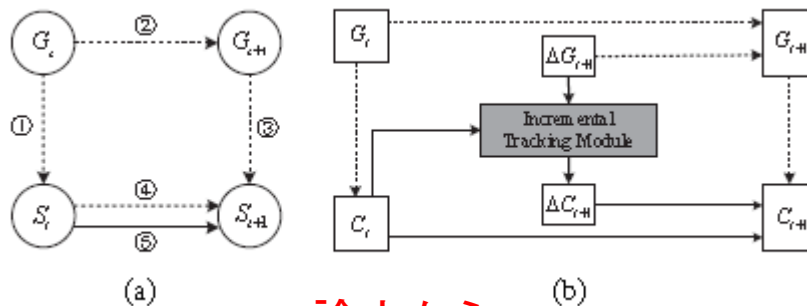 G_t ② G_{t+1}
① ③
④
S_t S_{t+1}
⑤
(a)
G_t G_{t+1}
ΔG_{t+1}
Incremental
Tracking Module
C_t ΔC_{t+1} C_{t+1}
(b)